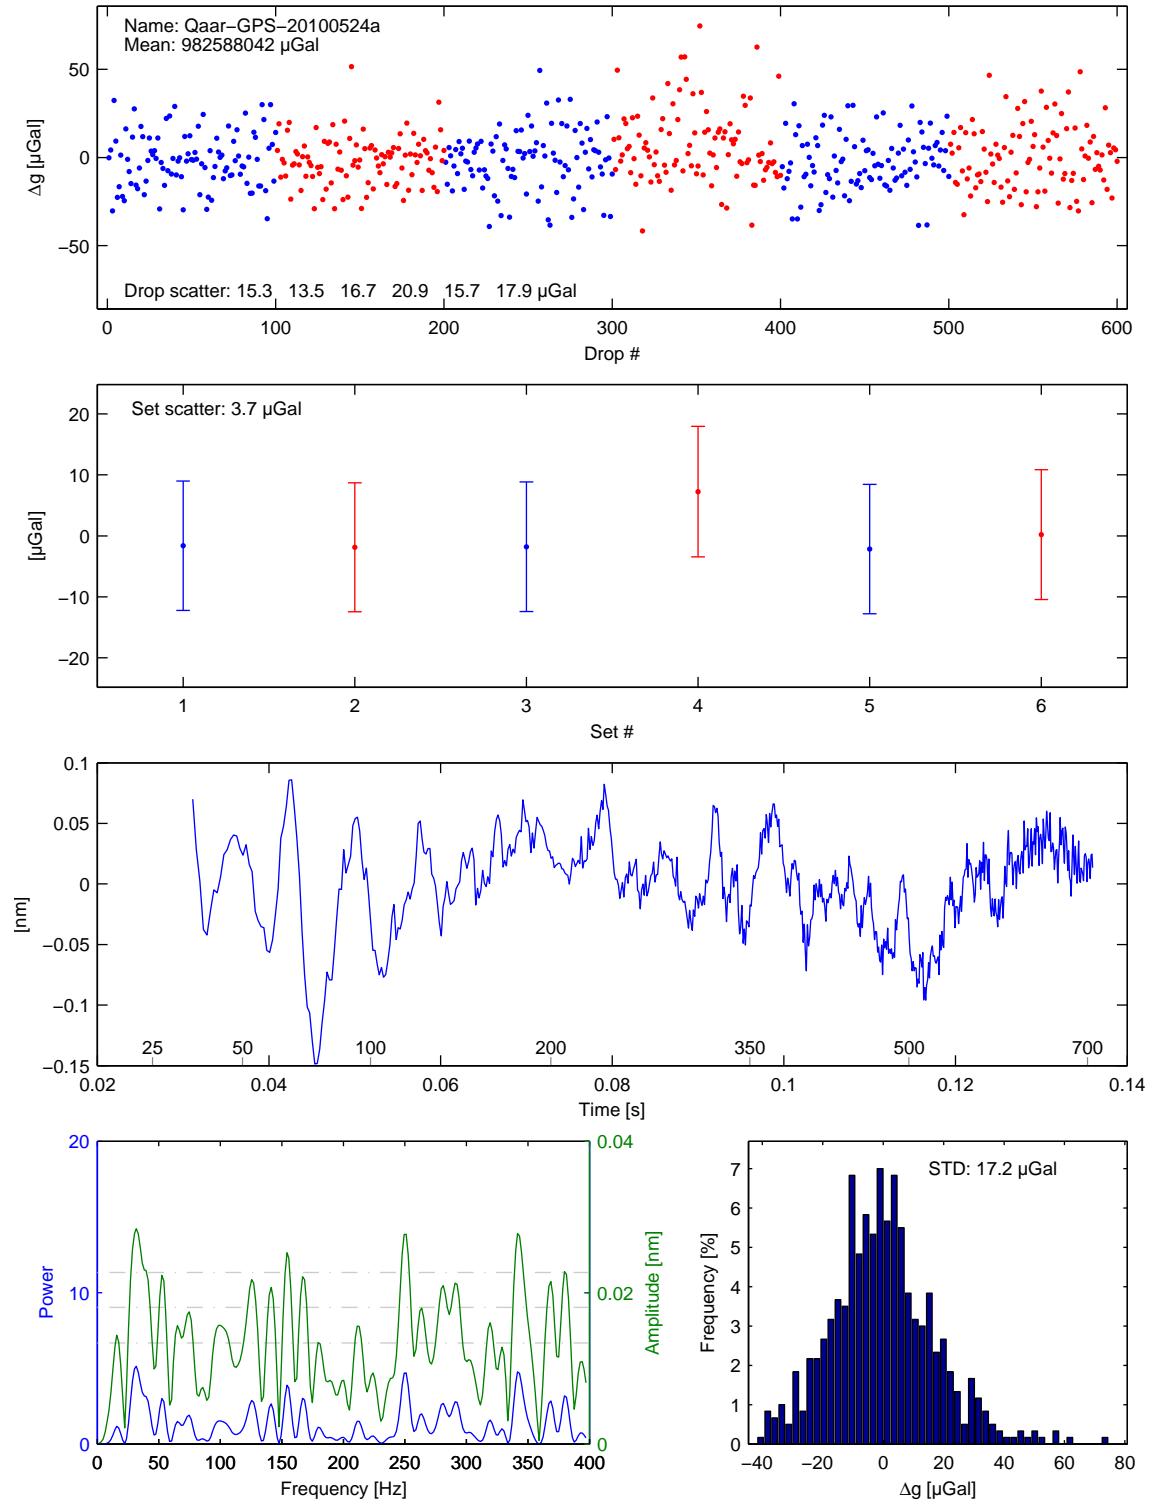 Name: Qaar−GPS−20100524a
Mean: 982588042 µGal
50
0
−50
Δg [µGal]
Drop scatter: 15.3 13.5 16.7 20.9 15.7 17.9 µGal
0 100 200 300 400 500 600
Drop #
Set scatter: 3.7 µGal
20
10
0
−10
−20
[µGal]
1 2 3 4 5 6
Set #
0.1
0.05
0
−0.05
−0.1
−0.15
[nm]
25 50 100 200 350 500 700
0.02 0.04 0.06 0.08 0.1 0.12 0.14
Time [s]
20
10
0
Power
0.04
0.02
0
Amplitude [nm]
0 50 100 150 200 250 300 350 400
Frequency [Hz]
STD: 17.2 µGal
7
6
5
4
3
2
1
0
Frequency [%]
−40 −20 0 20 40 60 80
Δg [µGal]